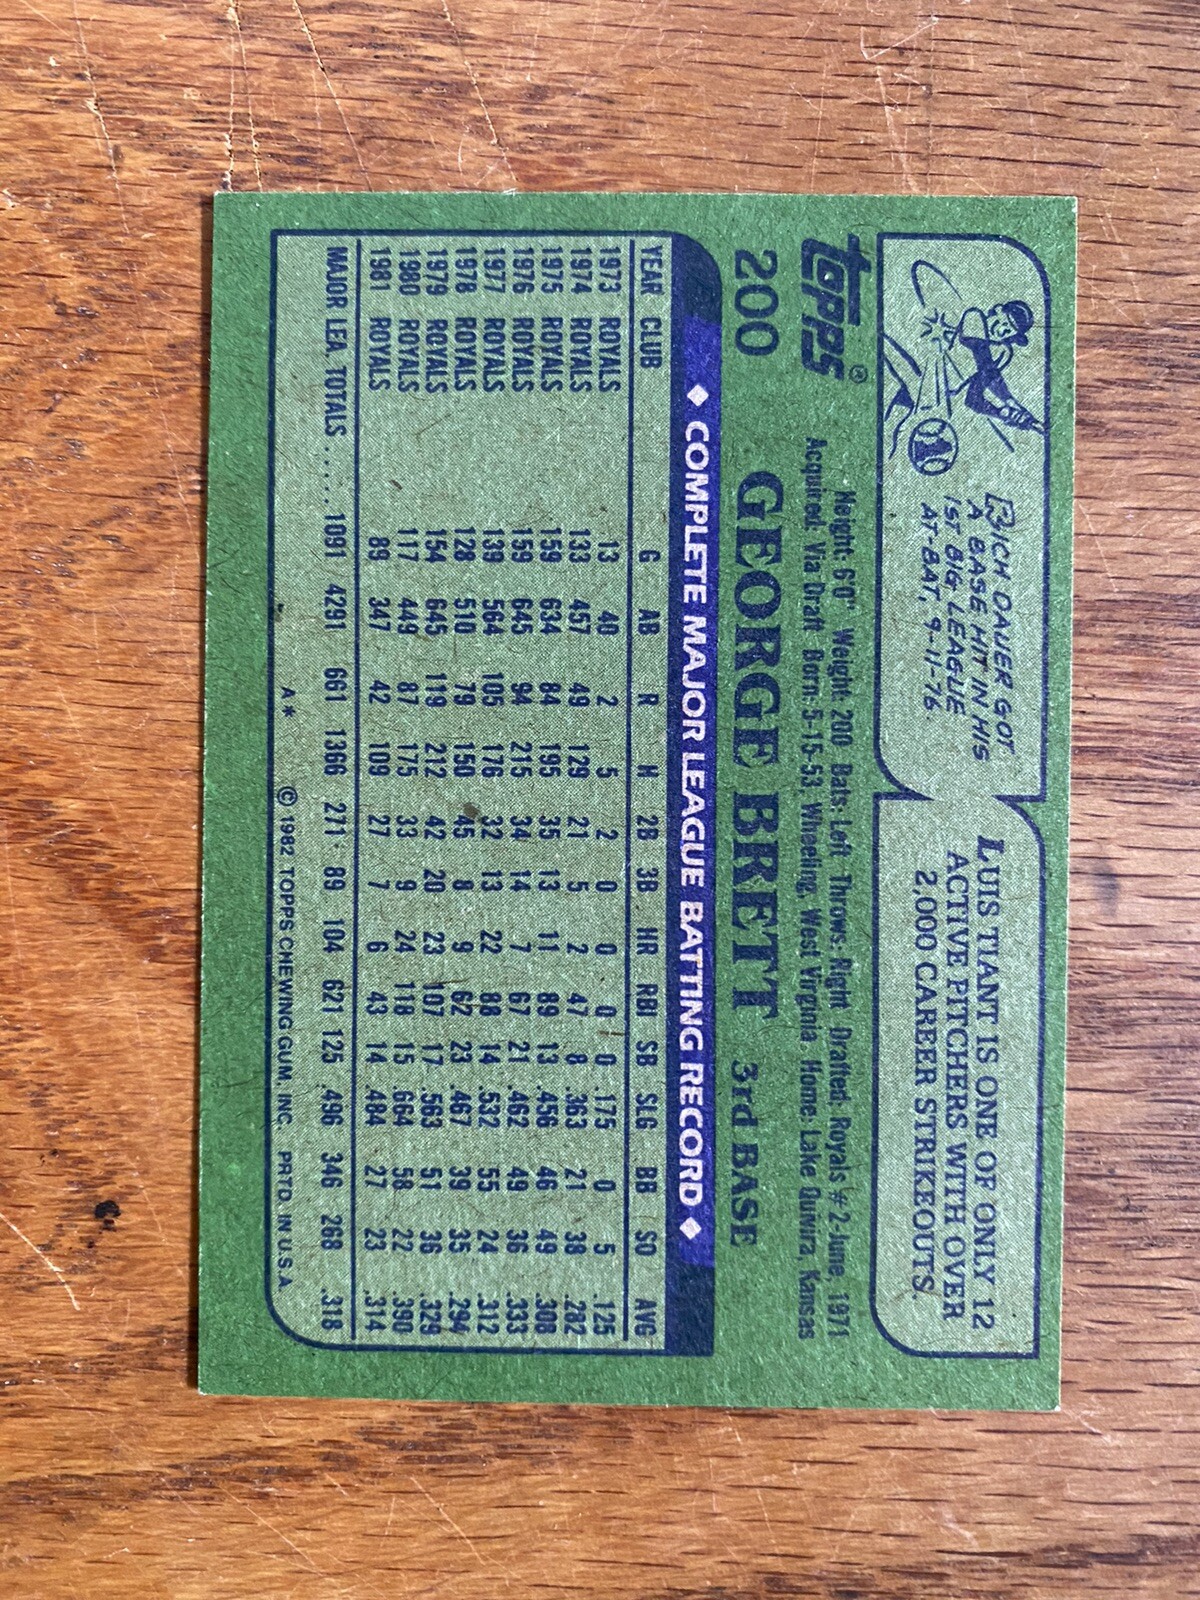 RICH DAUER GOT
A BASE HIT IN HIS
1ST BIG LEAGUE
AT-BAT, 9-11-76.
LUIS TIANT IS ONE OF ONLY 12
ACTIVE PITCHERS WITH OVER
2,000 CAREER STRIKEOUTS.
TOPPS®
Height: 6'0" Weight: 200 Bats: Left Throws: Right Drafted: Royals #2-June, 1971
Acquired: Via Draft Born: 5-15-53, Wheeling, West Virginia Home: Lake Quivira, Kansas
200 GEORGE BRETT 3rd BASE
◆ COMPLETE MAJOR LEAGUE BATTING RECORD ◆
YEAR CLUB G AB R H 2B 3B HR RBI SB SLG BB SO AVG
1973 ROYALS 13 40 2 5 2 0 0 0 0 .175 0 5 .125
1974 ROYALS 133 457 49 129 21 5 2 47 8 .363 21 38 .282
1975 ROYALS 159 634 84 195 35 13 11 89 13 .456 46 49 .308
1976 ROYALS 159 645 94 215 34 14 7 67 21 .462 49 36 .333
1977 ROYALS 139 564 105 176 32 13 22 88 14 .532 55 24 .312
1978 ROYALS 128 510 79 150 45 8 9 62 23 .467 39 35 .294
1979 ROYALS 154 645 119 212 42 20 23 107 17 .563 51 36 .329
1980 ROYALS 117 449 87 175 33 9 24 118 15 .664 58 22 .390
1981 ROYALS 89 347 42 109 27 7 6 43 14 .484 27 23 .314
MAJOR LEA. TOTALS ...... 1091 4291 661 1366 271 89 104 621 125 .496 346 268 .318
A* © 1982 TOPPS CHEWING GUM, INC. PRTD. IN U.S.A.